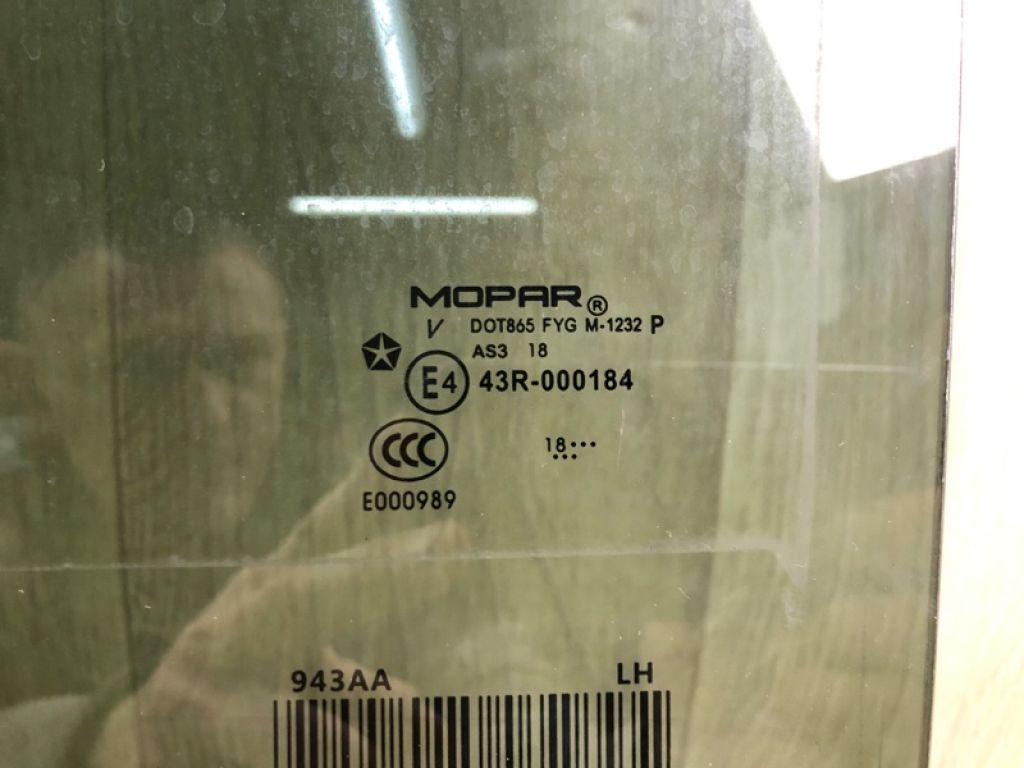 MOPAR®
V DOT865 FYG M-1232 P
AS3 18
E4 43R-000184
CCC
18•••
•••
E000989
943AA LH